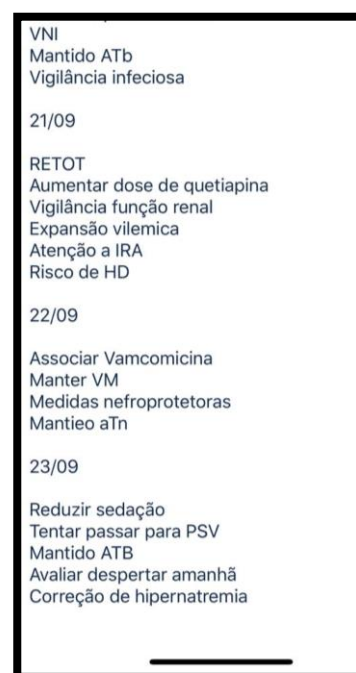 VNI
Mantido ATb
Vigilância infeciosa
21/09
RETOT
Aumentar dose de quetiapina
Vigilância função renal
Expansão vilemica
Atenção a IRA
Risco de HD
22/09
Associar Vamcomicina
Manter VM
Medidas nefroprotetoras
Mantieo aTn
23/09
Reduzir sedação
Tentar passar para PSV
Mantido ATB
Avaliar despertar amanhã
Correção de hipernatremia